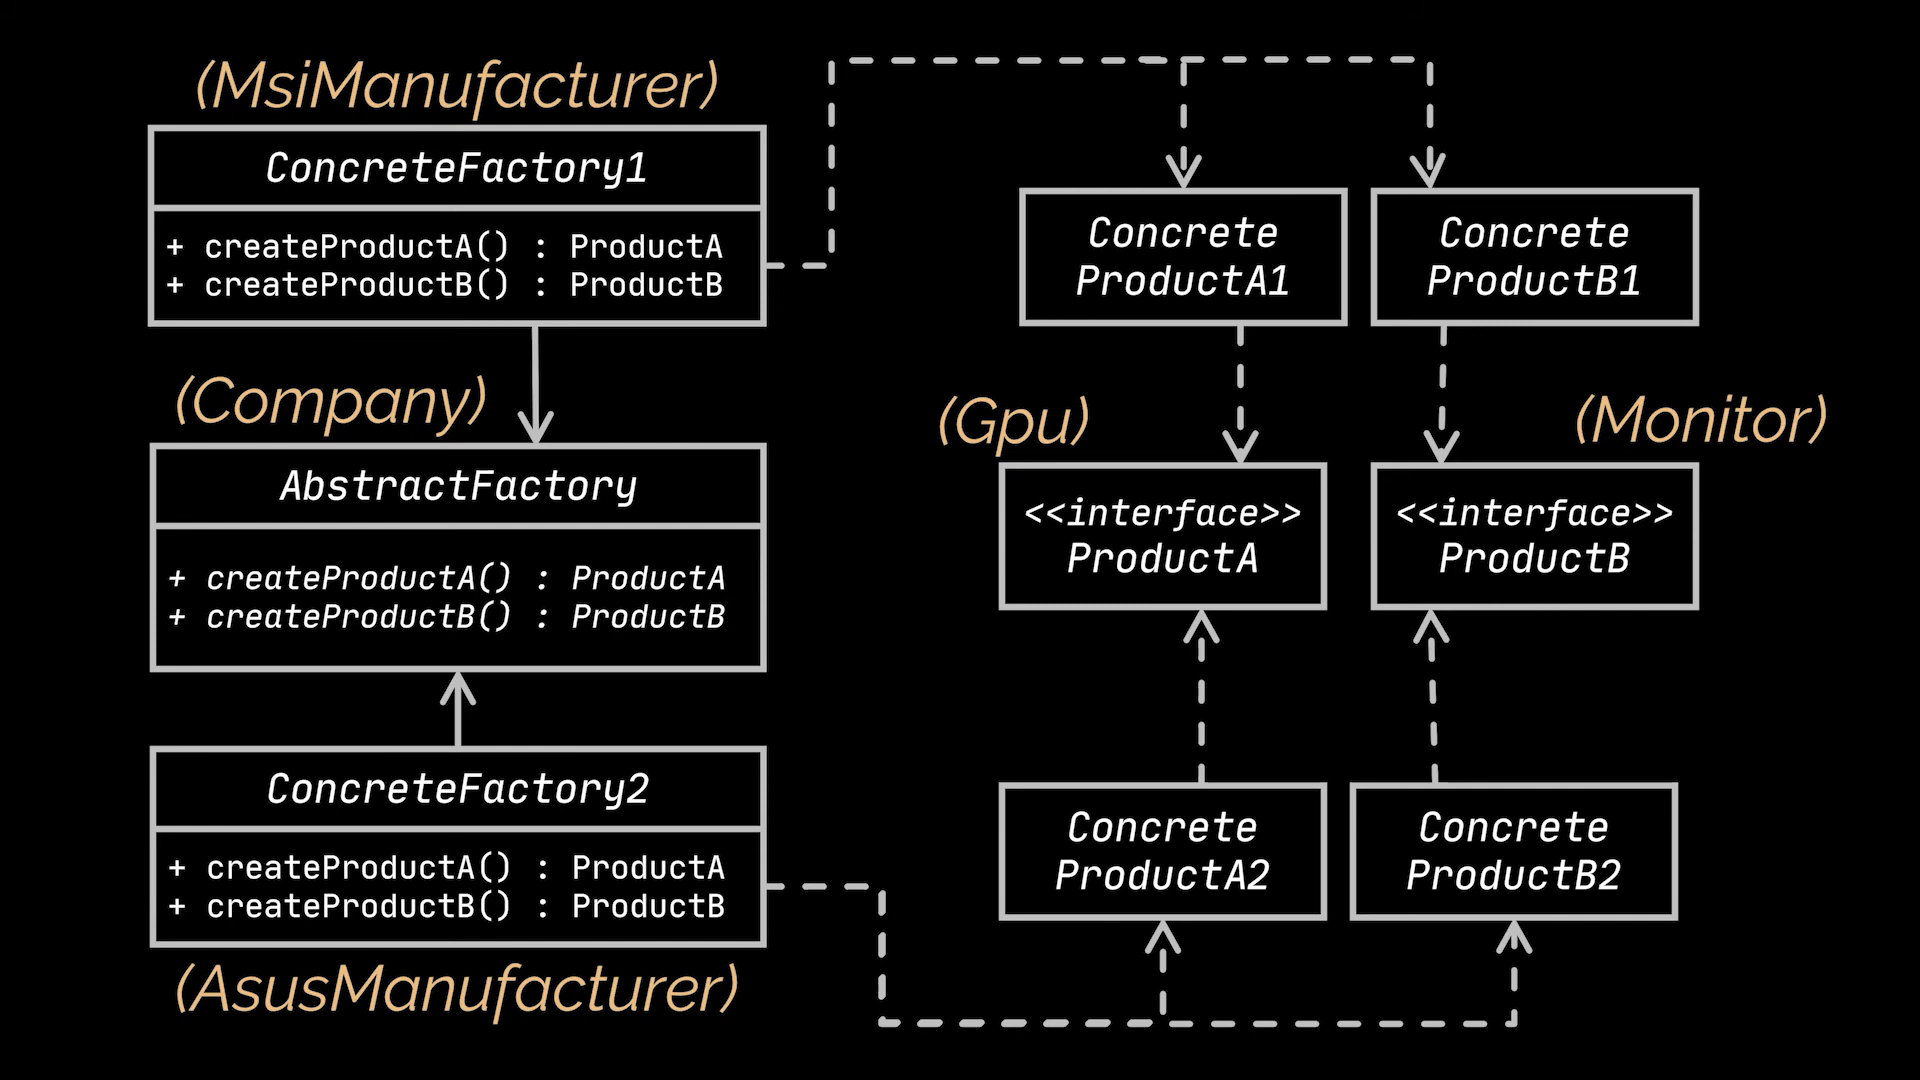 (MsiManufacturer)
ConcreteFactory1
+ createProductA() : ProductA
+ createProductB() : ProductB
(Company)
AbstractFactory
+ createProductA() : ProductA
+ createProductB() : ProductB
ConcreteFactory2
+ createProductA() : ProductA
+ createProductB() : ProductB
(AsusManufacturer)
Concrete
ProductA1
Concrete
ProductB1
(Gpu)
(Monitor)
<<interface>>
ProductA
<<interface>>
ProductB
Concrete
ProductA2
Concrete
ProductB2